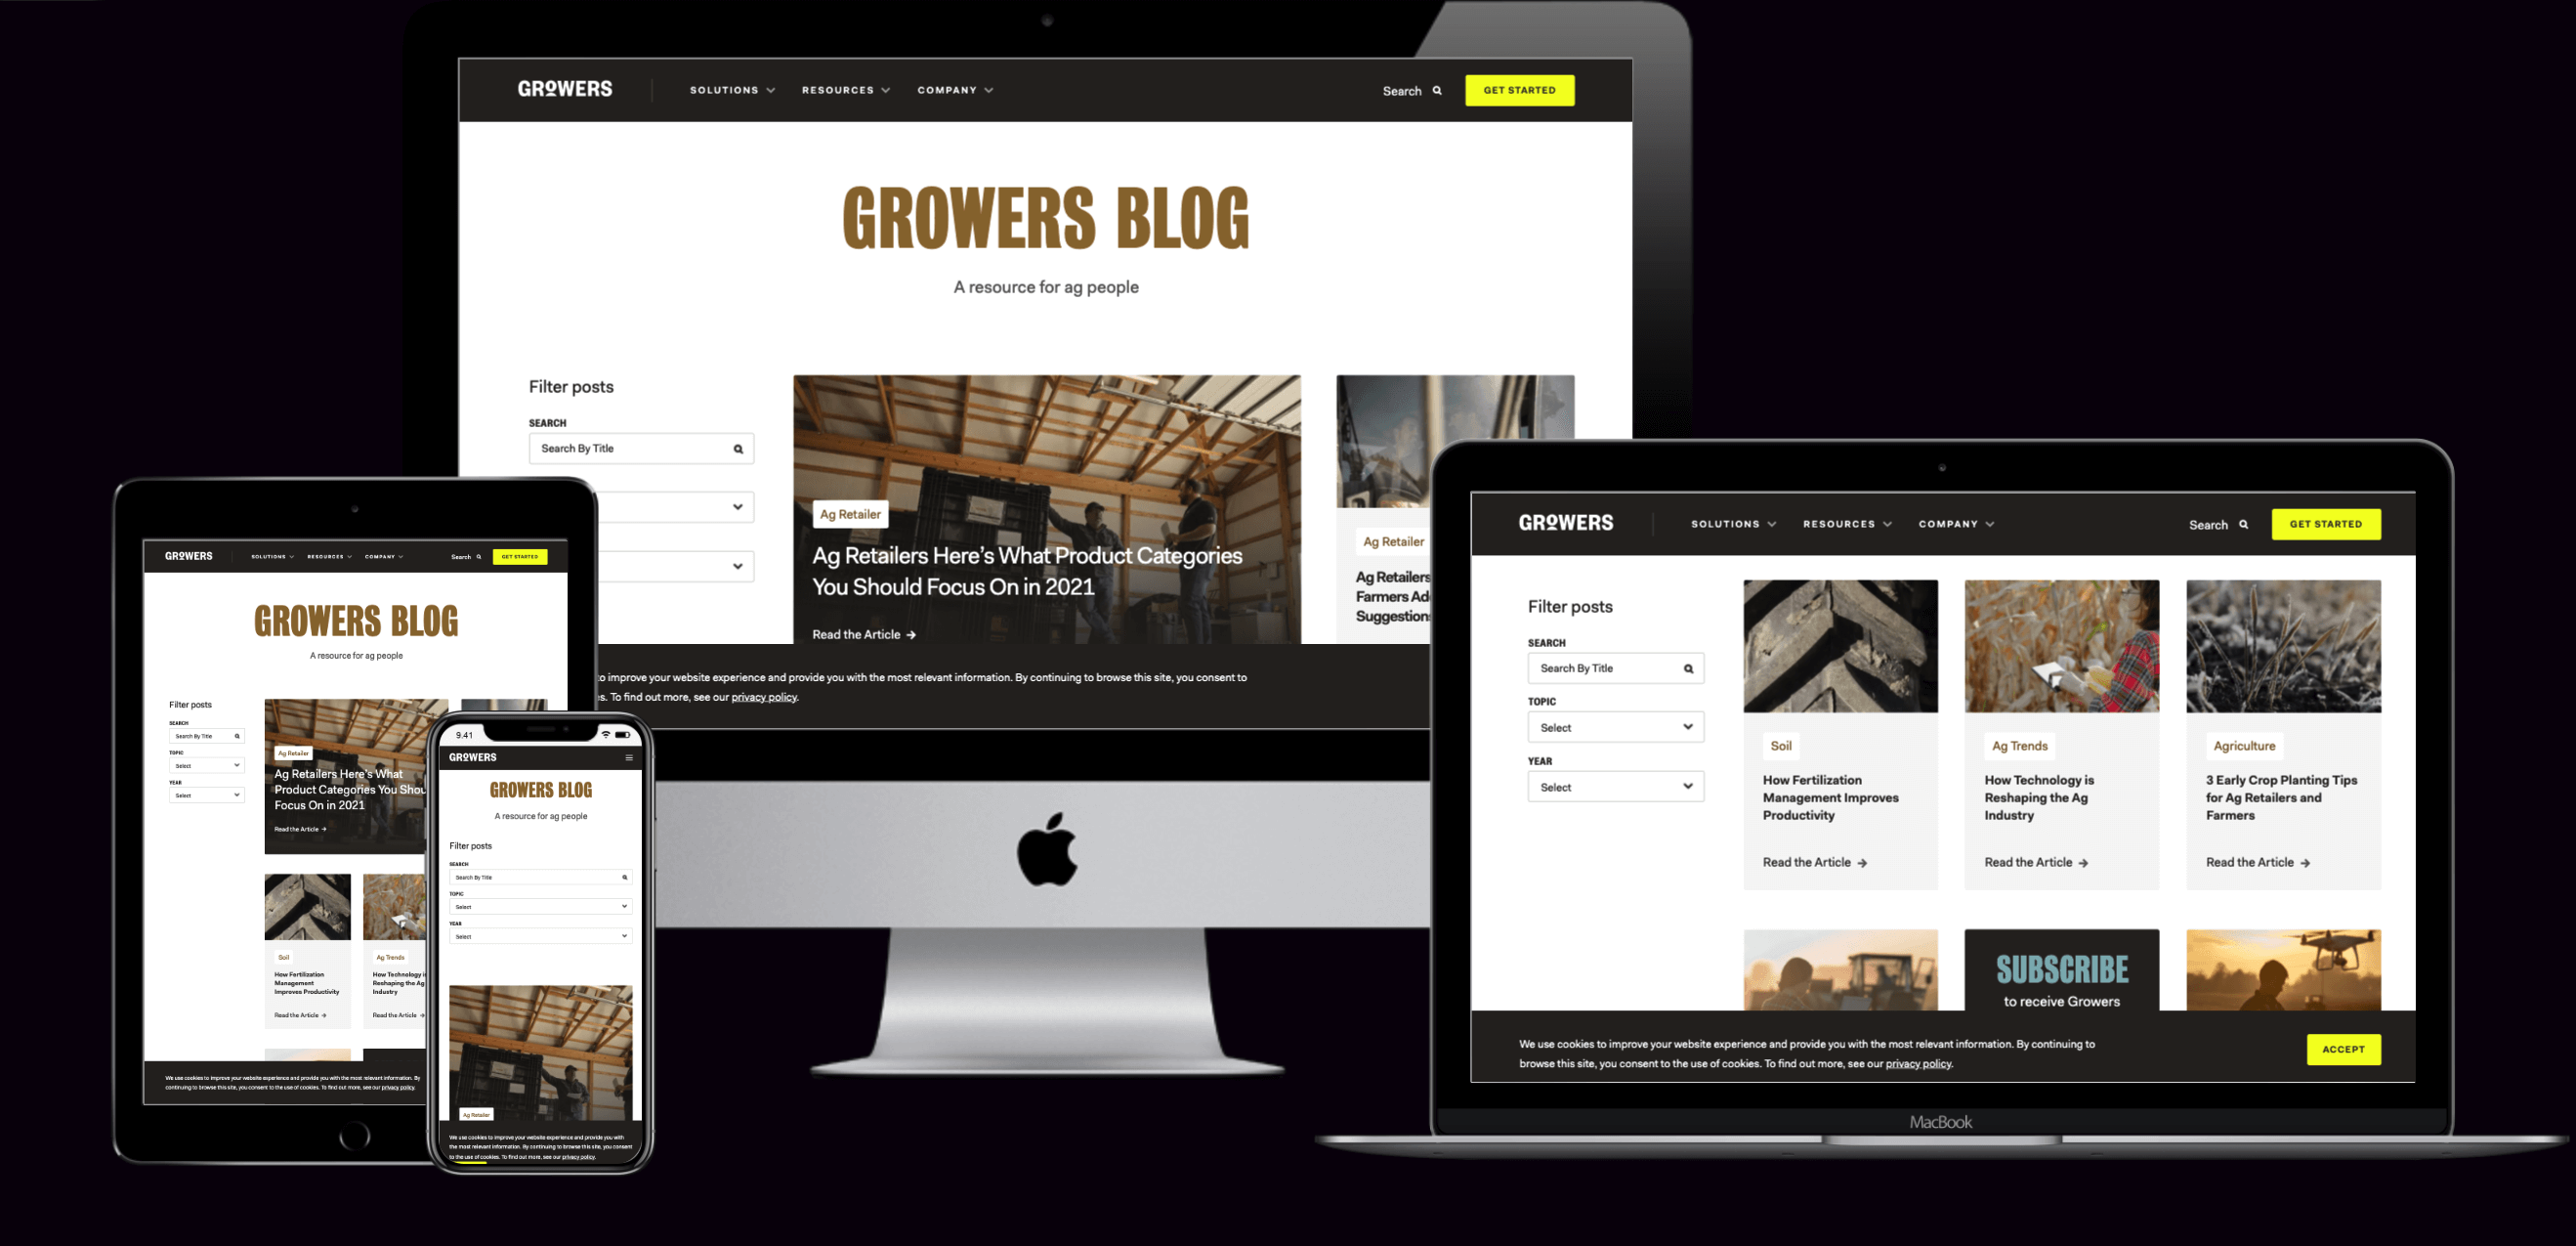 GROWERS
SOLUTIONS
RESOURCES
COMPANY
Search
GET STARTED
GROWERS BLOG
A resource for ag people
Filter posts
SEARCH
Search By Title
Ag Retailer
Ag Retailers Here's What Product Categories
You Should Focus On in 2021
Read the Article →
Ag Retailer
Ag Retailers
Farmers
Suggestion
to improve your website experience and provide you with the most relevant information. By continuing to browse this site, you consent to
To find out more, see our privacy policy.
GROWERS
SOLUTIONS
RESOURCES
COMPANY
Search
GET STARTED
GROWERS BLOG
A resource for ag people
Filter posts
SEARCH
Search By Title
TOPIC
Select
YEAR
Select
Ag Retailer
Ag Retailers Here's What
Product Categories You Shou
Focus On in 2021
Read the Article →
Soil
How Fertilization
Management
Improves Productivity
Read the Article →
Ag Trends
How Technology i
Reshaping the Ag
Industry
Read the Article →
We use cookies to improve your website experience and provide you with the most relevant information. By
continuing to browse this site, you consent to the use of cookies. To find out more, see our privacy policy.
9.41
GROWERS
GROWERS BLOG
A resource for ag people
Filter posts
SEARCH
Search By Title
TOPIC
Select
YEAR
Select
Ag Retailer
We use cookies to improve your website experience and provide you with
the most relevant information. By continuing to browse this site, you consent
to the use of cookies. To find out more, see our privacy policy.
GROWERS
SOLUTIONS
RESOURCES
COMPANY
Search
GET STARTED
Filter posts
SEARCH
Search By Title
TOPIC
Select
YEAR
Select
Soil
How Fertilization
Management Improves
Productivity
Read the Article →
Ag Trends
How Technology is
Reshaping the Ag
Industry
Read the Article →
Agriculture
3 Early Crop Planting Tips
for Ag Retailers and
Farmers
Read the Article →
SUBSCRIBE
to receive Growers
We use cookies to improve your website experience and provide you with the most relevant information. By continuing to
browse this site, you consent to the use of cookies. To find out more, see our privacy policy.
ACCEPT
MacBook